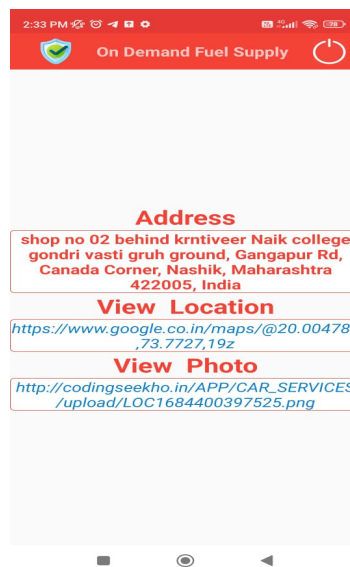 2:33 PM
4G
78
On Demand Fuel Supply
Address
shop no 02 behind krntiveer Naik college
gondri vasti gruh ground, Gangapur Rd,
Canada Corner, Nashik, Maharashtra
422005, India
View Location
https://www.google.co.in/maps/@20.00478
,73.7727,19z
View Photo
http://codingseekho.in/APP/CAR_SERVICES
/upload/LOC1684400397525.png